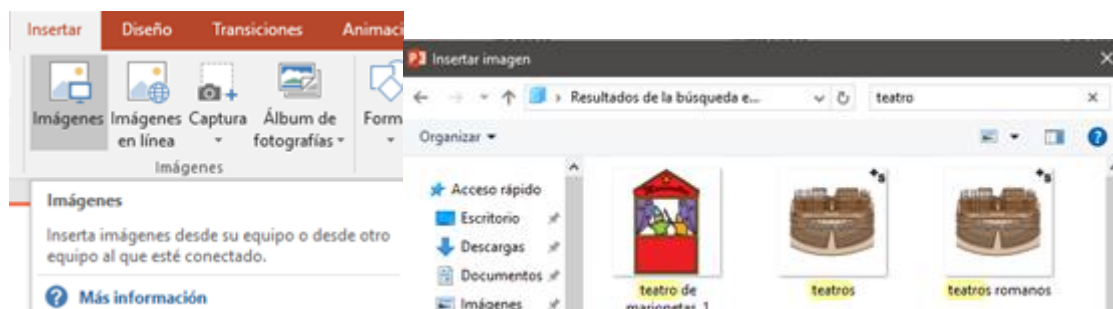 Insertar Diseño Transiciones Animaci
Imágenes Imágenes Captura Álbum de Form
en línea fotografías
Imágenes
Imágenes
Inserta imágenes desde su equipo o desde otro
equipo al que esté conectado.
Más información
Insertar imagen
Resultados de la búsqueda e... teatro
Organizar
Acceso rápido
Escritorio
Descargas
Documentos
Imágenes
+s
+s
teatro de
marionetas_1
teatros
teatros romanos